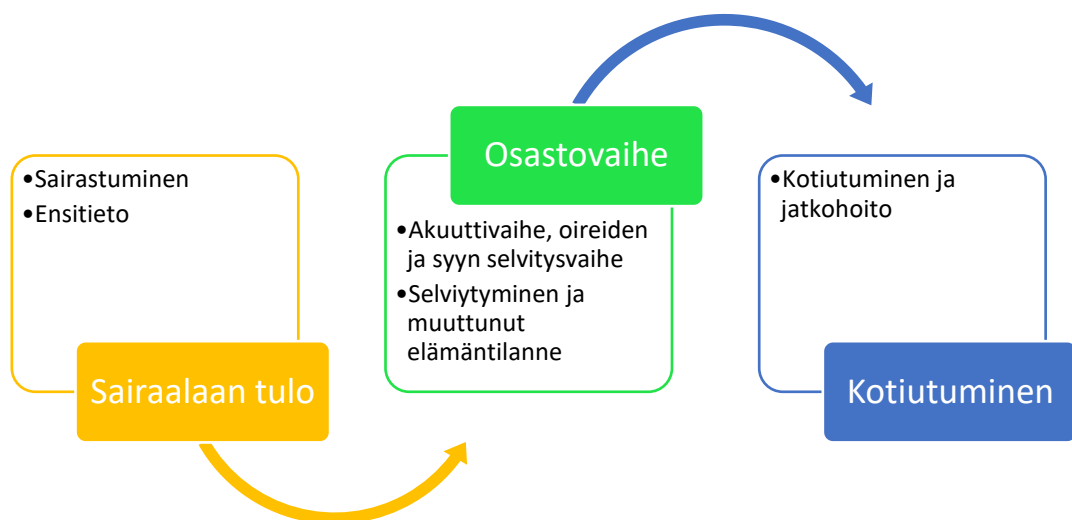 •Sairastuminen
•Ensitieto
Sairaalaan tulo
Osastovaihe
•Akuuttivaihe, oireiden
ja syyn selvitysvaihe
•Selviytyminen ja
muuttunut
elämäntilanne
•Kotiutuminen ja
jatkohoito
Kotiutuminen